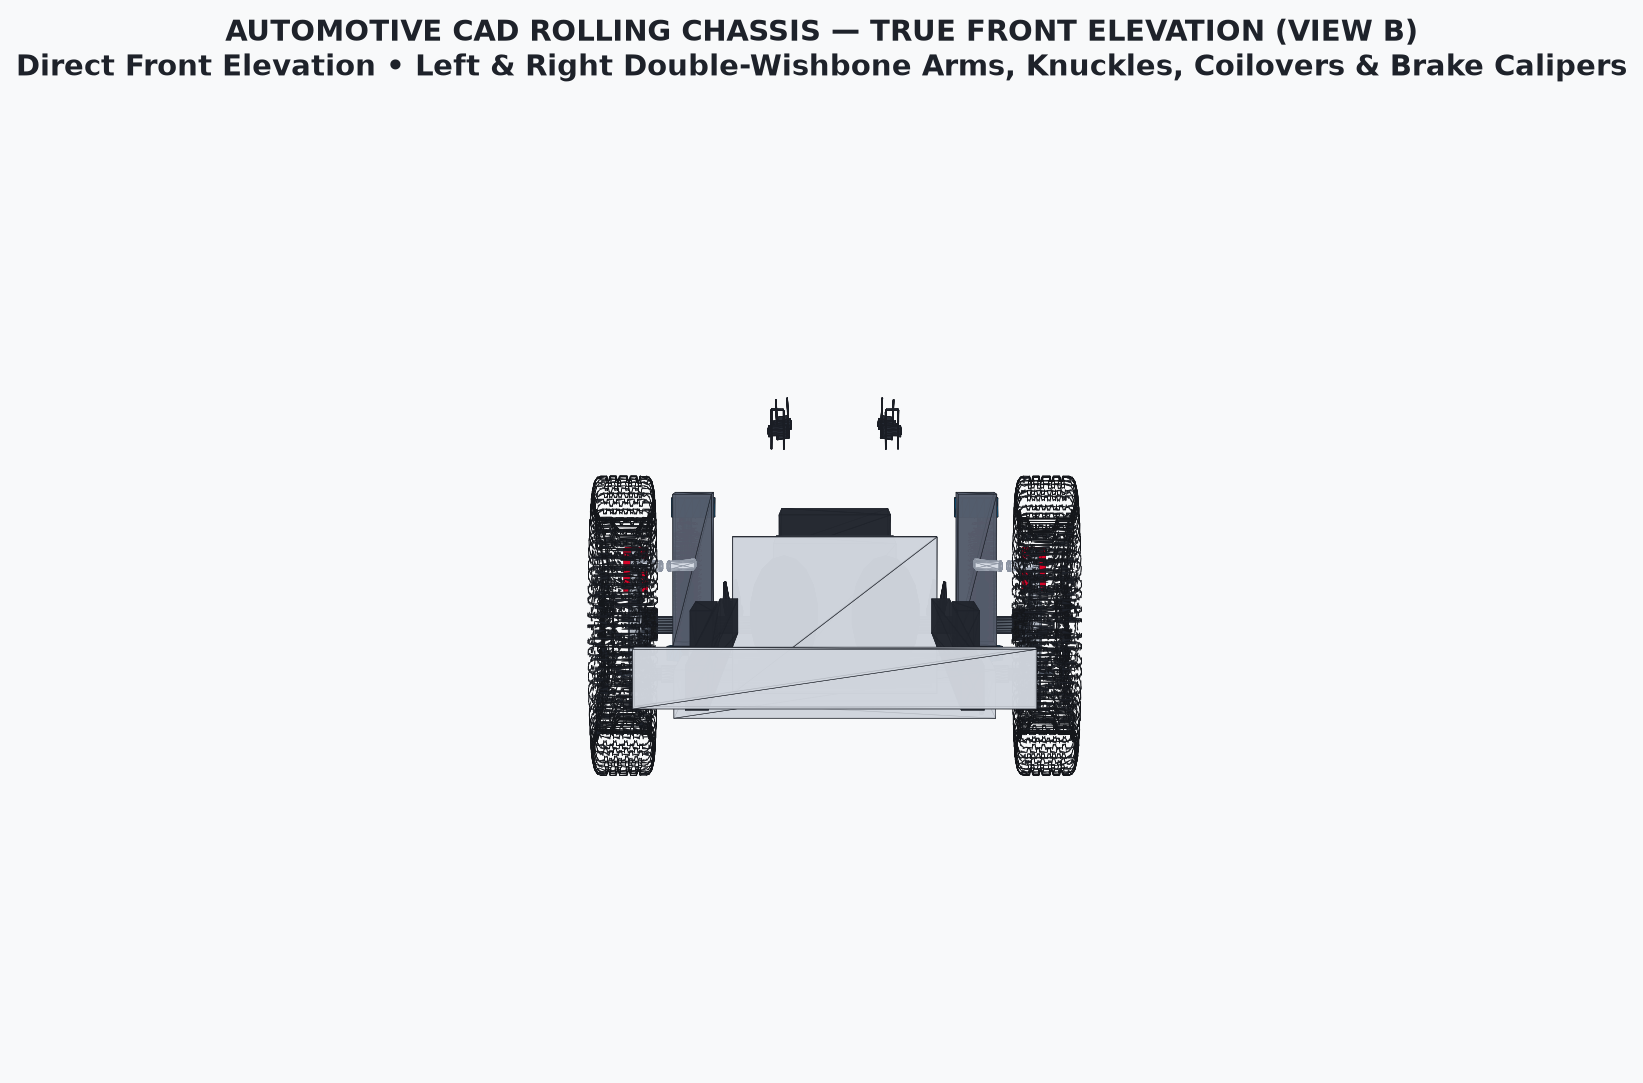 AUTOMOTIVE CAD ROLLING CHASSIS — TRUE FRONT ELEVATION (VIEW B)
Direct Front Elevation • Left & Right Double-Wishbone Arms, Knuckles, Coilovers & Brake Calipers